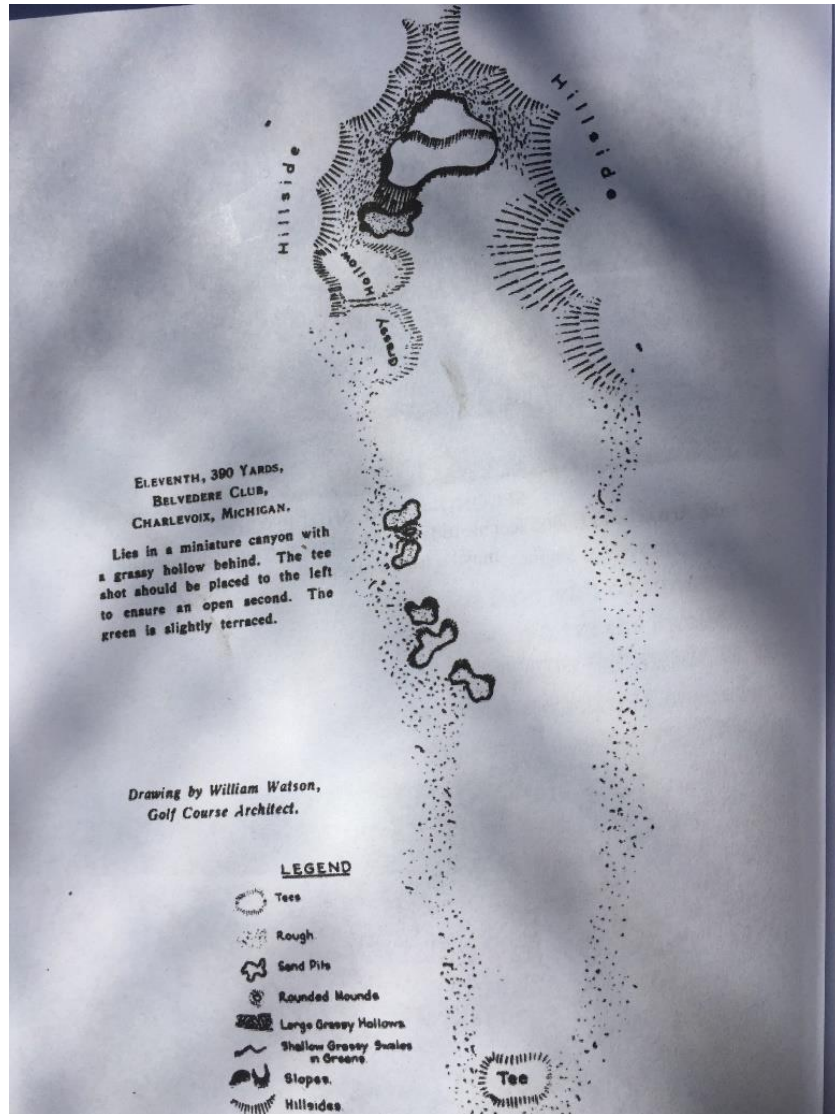 Hillside
Hillside
Hollow
Grassy
ELEVENTH, 390 YARDS,
BELVEDERE CLUB,
CHARLEVOIX, MICHIGAN.
Lies in a miniature canyon with
a grassy hollow behind. The tee
shot should be placed to the left
to ensure an open second. The
green is slightly terraced.
Drawing by William Watson,
Golf Course Architect.
LEGEND
Tees
Rough
Sand Pits
Rounded Mounds
Large Grassy Hollows
Shallow Grassy Swales
in Greens.
Slopes.
Hillsides.
Tee